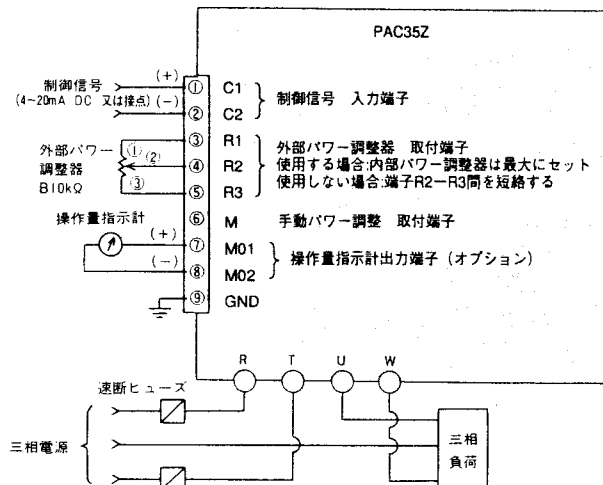 PAC35Z
制御信号
(4~20mA DC 又は接点)
(+)
(-)
① C1
② C2
制御信号 入力端子
外部パワー
調整器
B10kΩ
①
(2)
③
③ R1
④ R2
⑤ R3
外部パワー調整器 取付端子
使用する場合:内部パワー調整器は最大にセット
使用しない場合:端子R2-R3間を短絡する
⑥ M 手動パワー調整 取付端子
操作量指示計
(+)
(-)
⑦ M01
⑧ M02
操作量指示計出力端子 (オプション)
⑨ GND
R T U W
速断ヒューズ
三相電源
三相
負荷